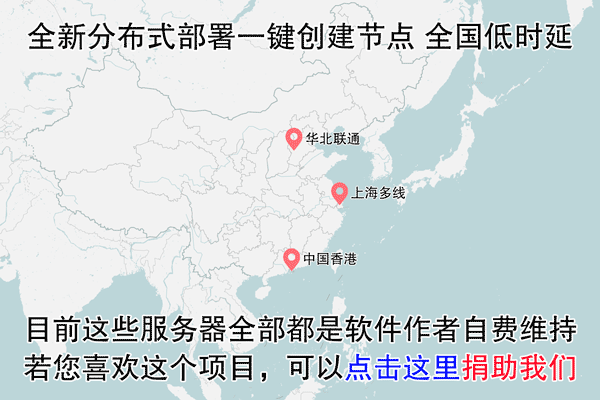 全新分布式部署一键创建节点 全国低时延
华北联通
上海多线
中国香港
目前这些服务器全部都是软件作者自费维持
若您喜欢这个项目，可以点击这里捐助我们